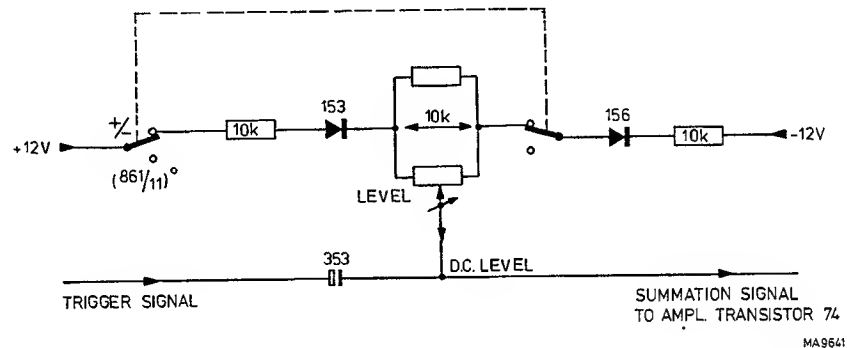 153
156
+/-
10k
10k
10k
+12V
-12V
(861/11)°
LEVEL
353
D.C. LEVEL
TRIGGER SIGNAL
SUMMATION SIGNAL
TO AMPL. TRANSISTOR 74
MA9641